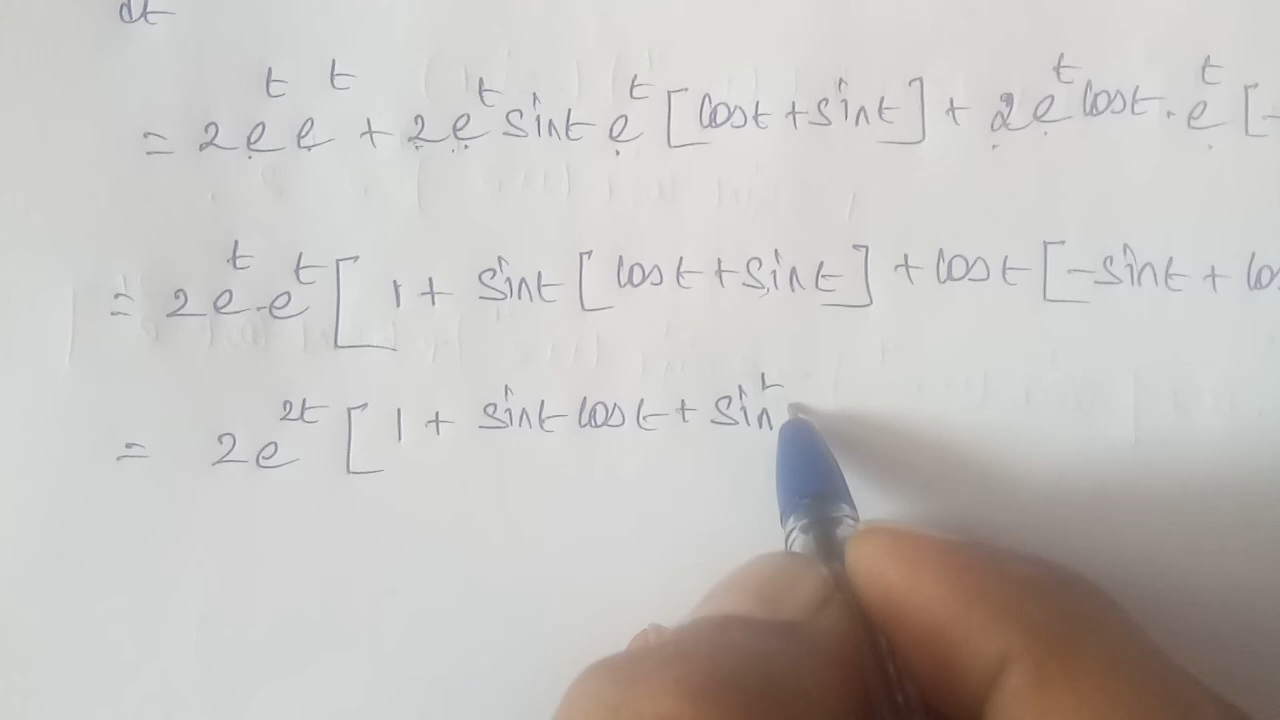 dt
= 2e^t e^t + 2e^t sint e^t [cost + sint] + 2e^t cost . e^t [-
= 2e^t . e^t [ 1 + sint [cost + sint] + cost [-sint + cos
= 2e^2t [ 1 + sint cost + sin^2